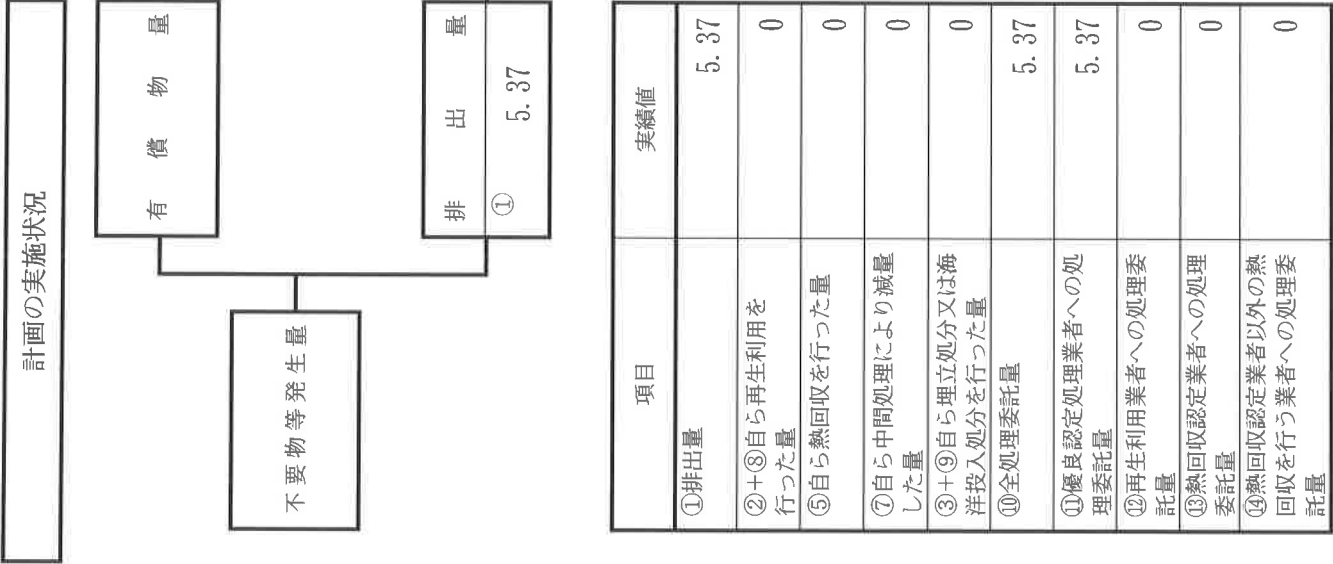 計画の実施状況
有償物量
不要物等発生量
排出量
① 5.37
項目 実績値
①排出量 5.37
②+⑧自ら再生利用を
行った量 0
⑤自ら熱回収を行った量 0
⑦自ら中間処理により減量
した量 0
③+⑨自ら埋立処分又は海
洋投入処分を行った量 0
⑩全処理委託量 5.37
⑪優良認定処理業者への処
理委託量 5.37
⑫再生利用業者への処理委
託量 0
⑬熱回収認定業者への処理
委託量 0
⑭熱回収認定業者以外の熱
回収を行う業者への処理委
託量 0